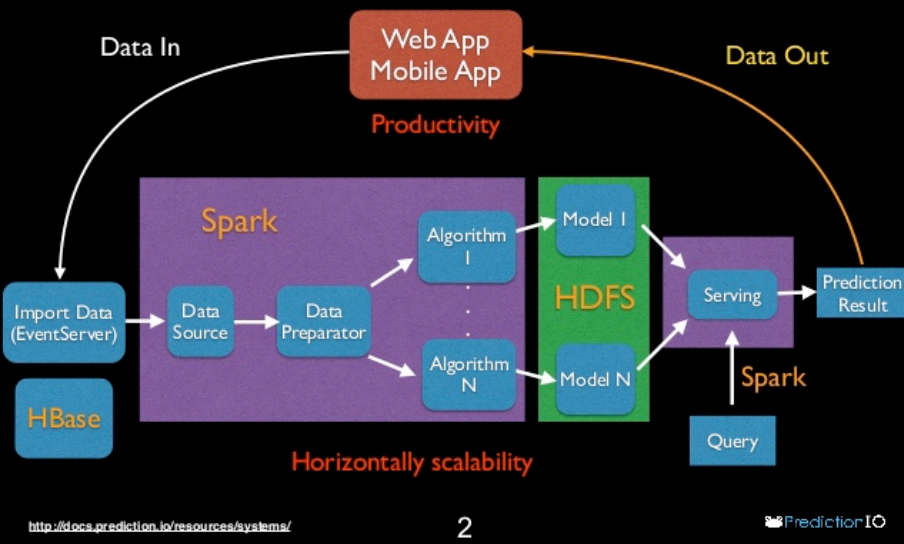 Data In
Web App
Mobile App
Data Out
Productivity
Spark
Algorithm
1
Model 1
Import Data
(EventServer)
Data
Source
Data
Preparator
HDFS
Serving
Prediction
Result
Algorithm
N
Model N
Spark
HBase
Query
Horizontally scalability
http://docs.prediction.io/resources/systems/
2
PredictionIO